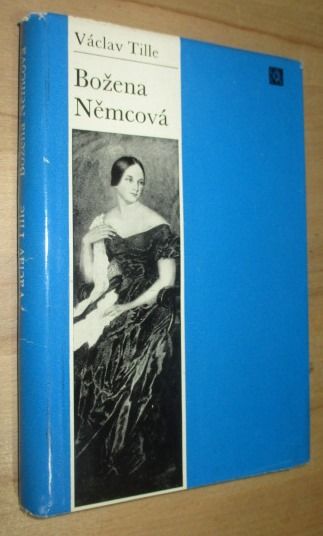 Václav Tille
Božena
Němcová
Václav Tille Božena Němcová